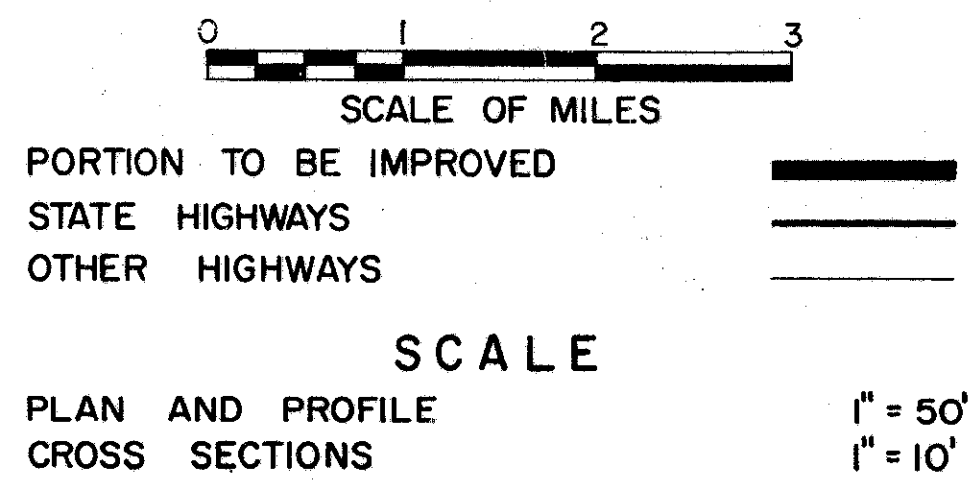 0 1 2 3
SCALE OF MILES
PORTION TO BE IMPROVED
STATE HIGHWAYS
OTHER HIGHWAYS
SCALE
PLAN AND PROFILE 1" = 50'
CROSS SECTIONS 1" = 10'